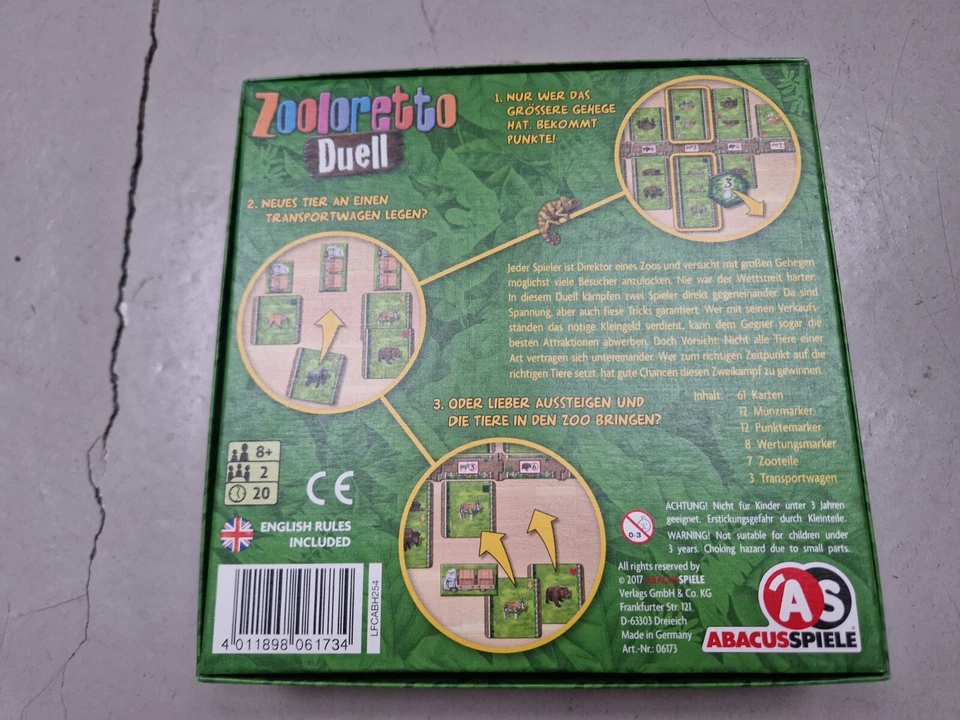 Zooloretto
Duell
1. NUR WER DAS
GRÖSSERE GEHEGE
HAT, BEKOMMT
PUNKTE!
2. NEUES TIER AN EINEN
TRANSPORTWAGEN LEGEN?
Jeder Spieler ist Direktor eines Zoos und versucht mit großen Gehegen
möglichst viele Besucher anzulocken. Nie war der Wettstreit härter:
In diesem Duell kämpfen zwei Spieler direkt gegeneinander. Da sind
Spannung, aber auch fiese Tricks garantiert. Wer mit seinen Verkaufs-
ständen das nötige Kleingeld verdient, kann dem Gegner sogar die
besten Attraktionen abwerben. Doch Vorsicht: Nicht alle Tiere einer
Art vertragen sich untereinander. Wer zum richtigen Zeitpunkt auf die
richtigen Tiere setzt, hat gute Chancen diesen Zweikampf zu gewinnen.
3. ODER LIEBER AUSSTEIGEN UND
DIE TIERE IN DEN ZOO BRINGEN?
Inhalt: 61 Karten
12 Münzmarker
12 Punktemarker
8 Wertungsmarker
7 Zooteile
3 Transportwagen
8+
2
20
CE
ENGLISH RULES
INCLUDED
0-3
ACHTUNG! Nicht für Kinder unter 3 Jahren
geeignet. Erstickungsgefahr durch Kleinteile.
WARNING! Not suitable for children under
3 years. Choking hazard due to small parts.
All rights reserved by
© 2017 ABACUSSPIELE
Verlags GmbH & Co. KG
Frankfurter Str. 121
D-63303 Dreieich
Made in Germany
Art.-Nr.: 06173
AS
ABACUSSPIELE
4 011898 061734
LFCABH254
3
3
6